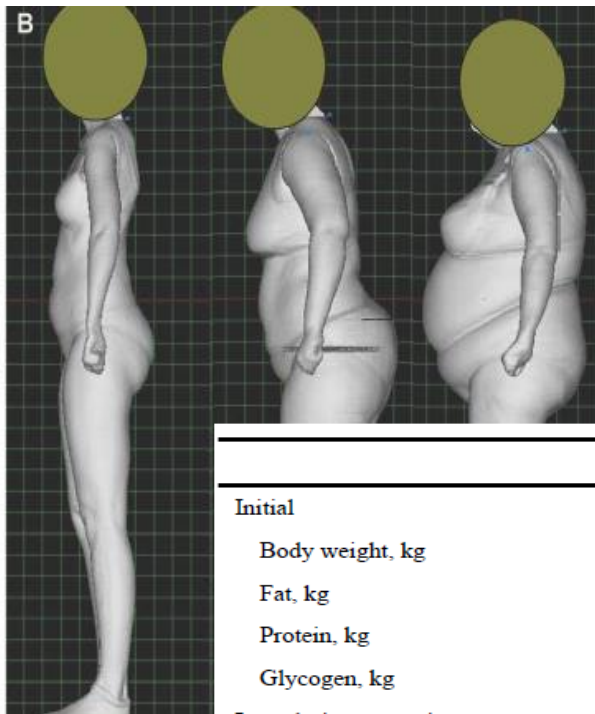 B
Initial
Body weight, kg
Fat, kg
Protein, kg
Glycogen, kg